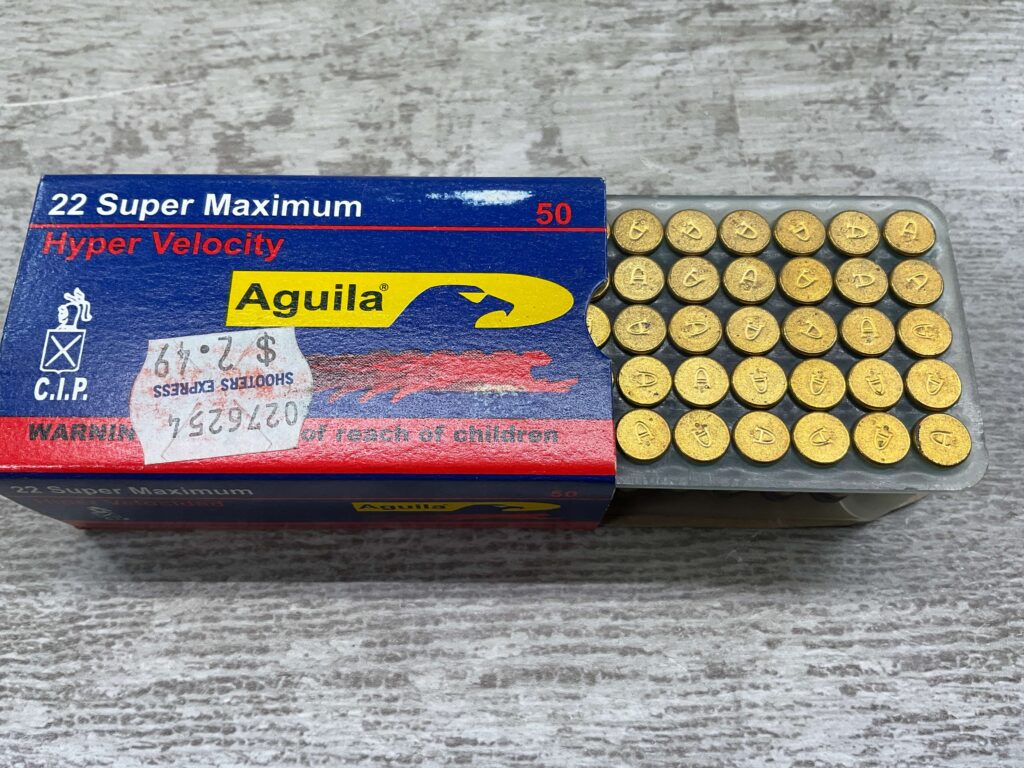 22 Super Maximum
50
Hyper Velocity
Aguila®
C.I.P.
$ 2.49
SHOOTERS EXPRESS
0276254
WARNIN of reach of children
22 Super Maximum
50
Aguila